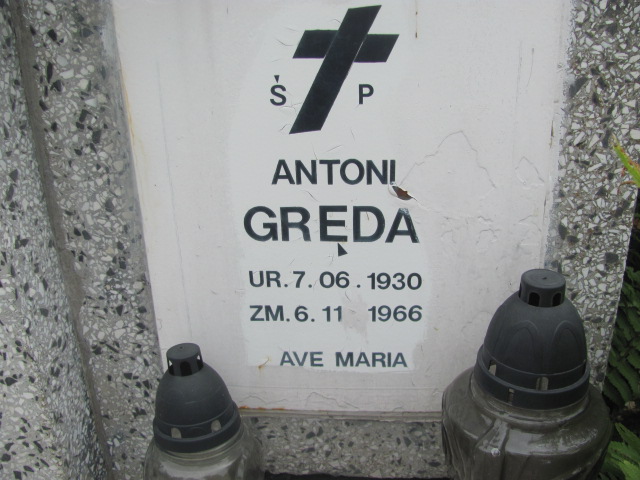 Ś P
ANTONI
GRĘDA
UR. 7. 06. 1930
ZM. 6. 11 1966
AVE MARIA